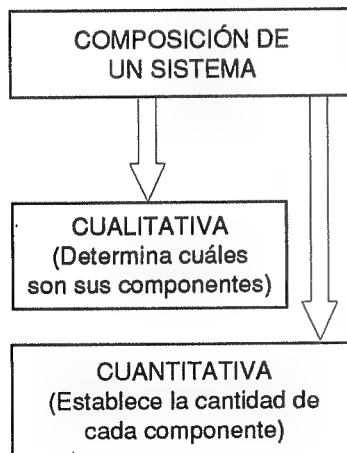 COMPOSICIÓN DE
UN SISTEMA
CUALITATIVA
(Determina cuáles
son sus componentes)
CUANTITATIVA
(Establece la cantidad de
cada componente)